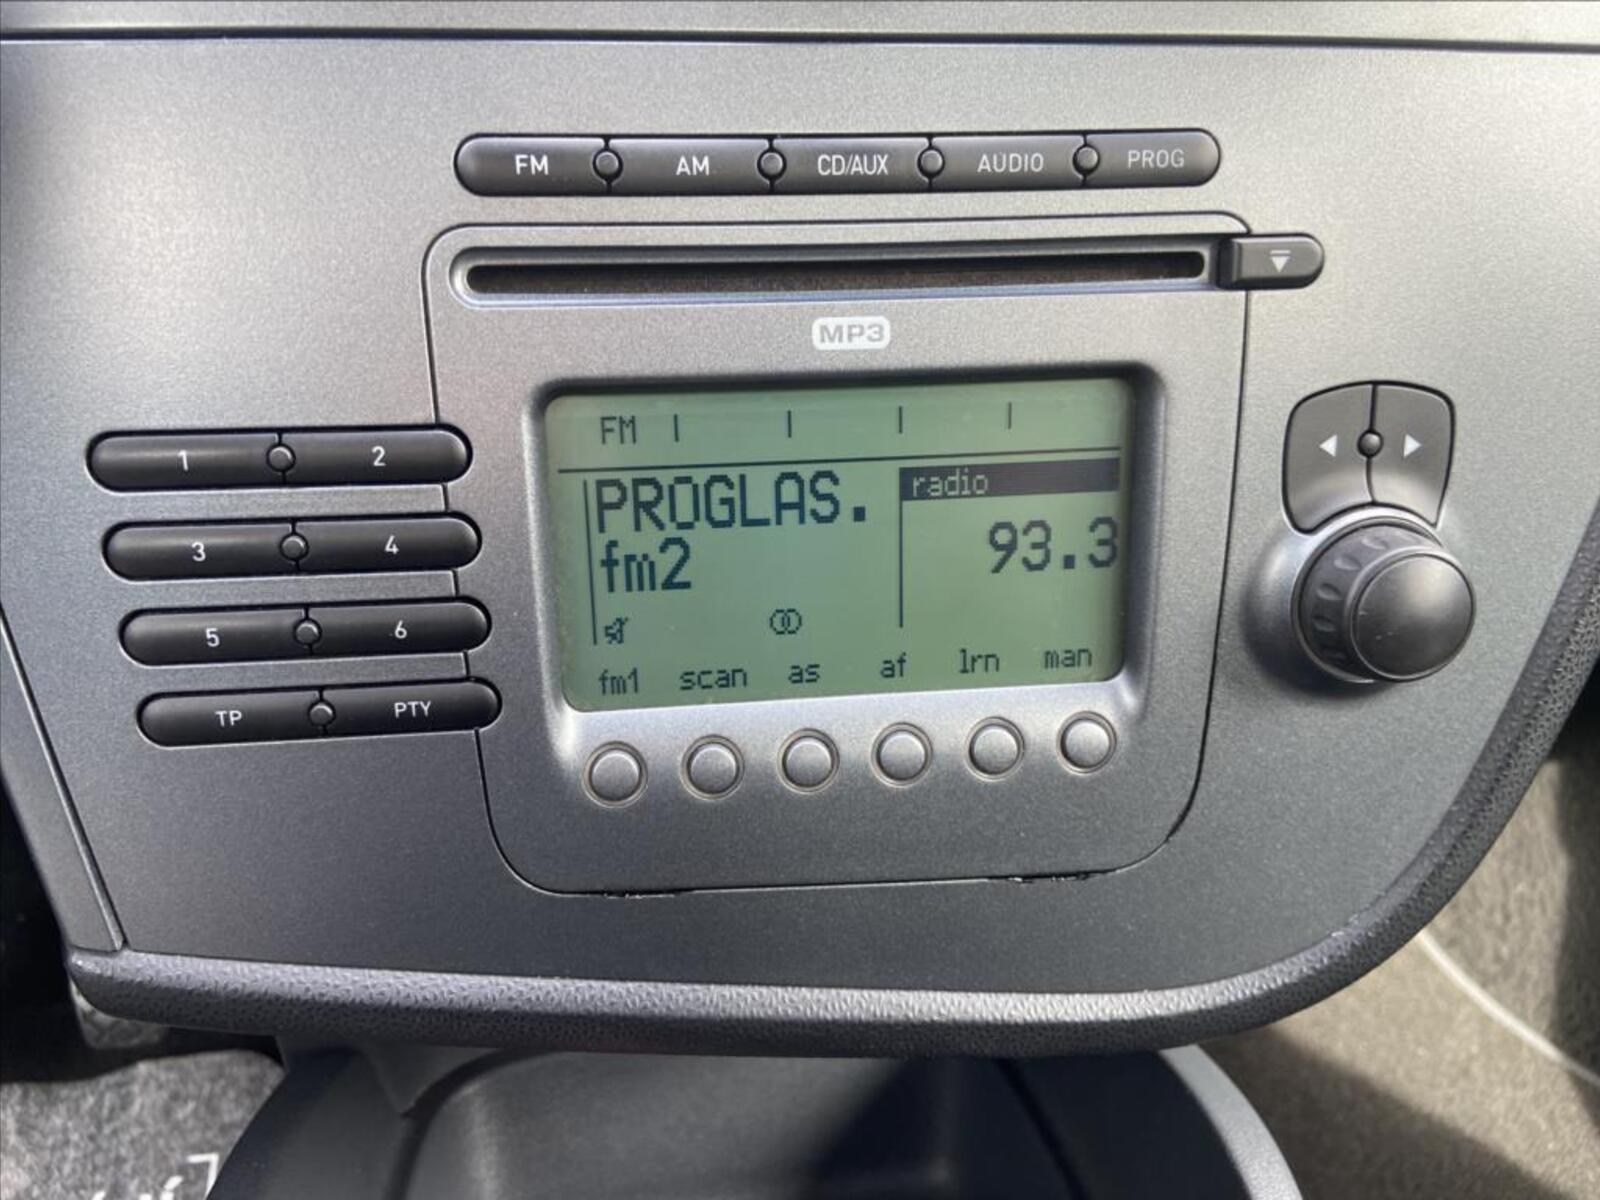 FM AM CD/AUX AUDIO PROG
MP3
FM
PROGLAS. radio
fm2 93.3
fm1 scan as af lrn man
1 2
3 4
5 6
TP PTY